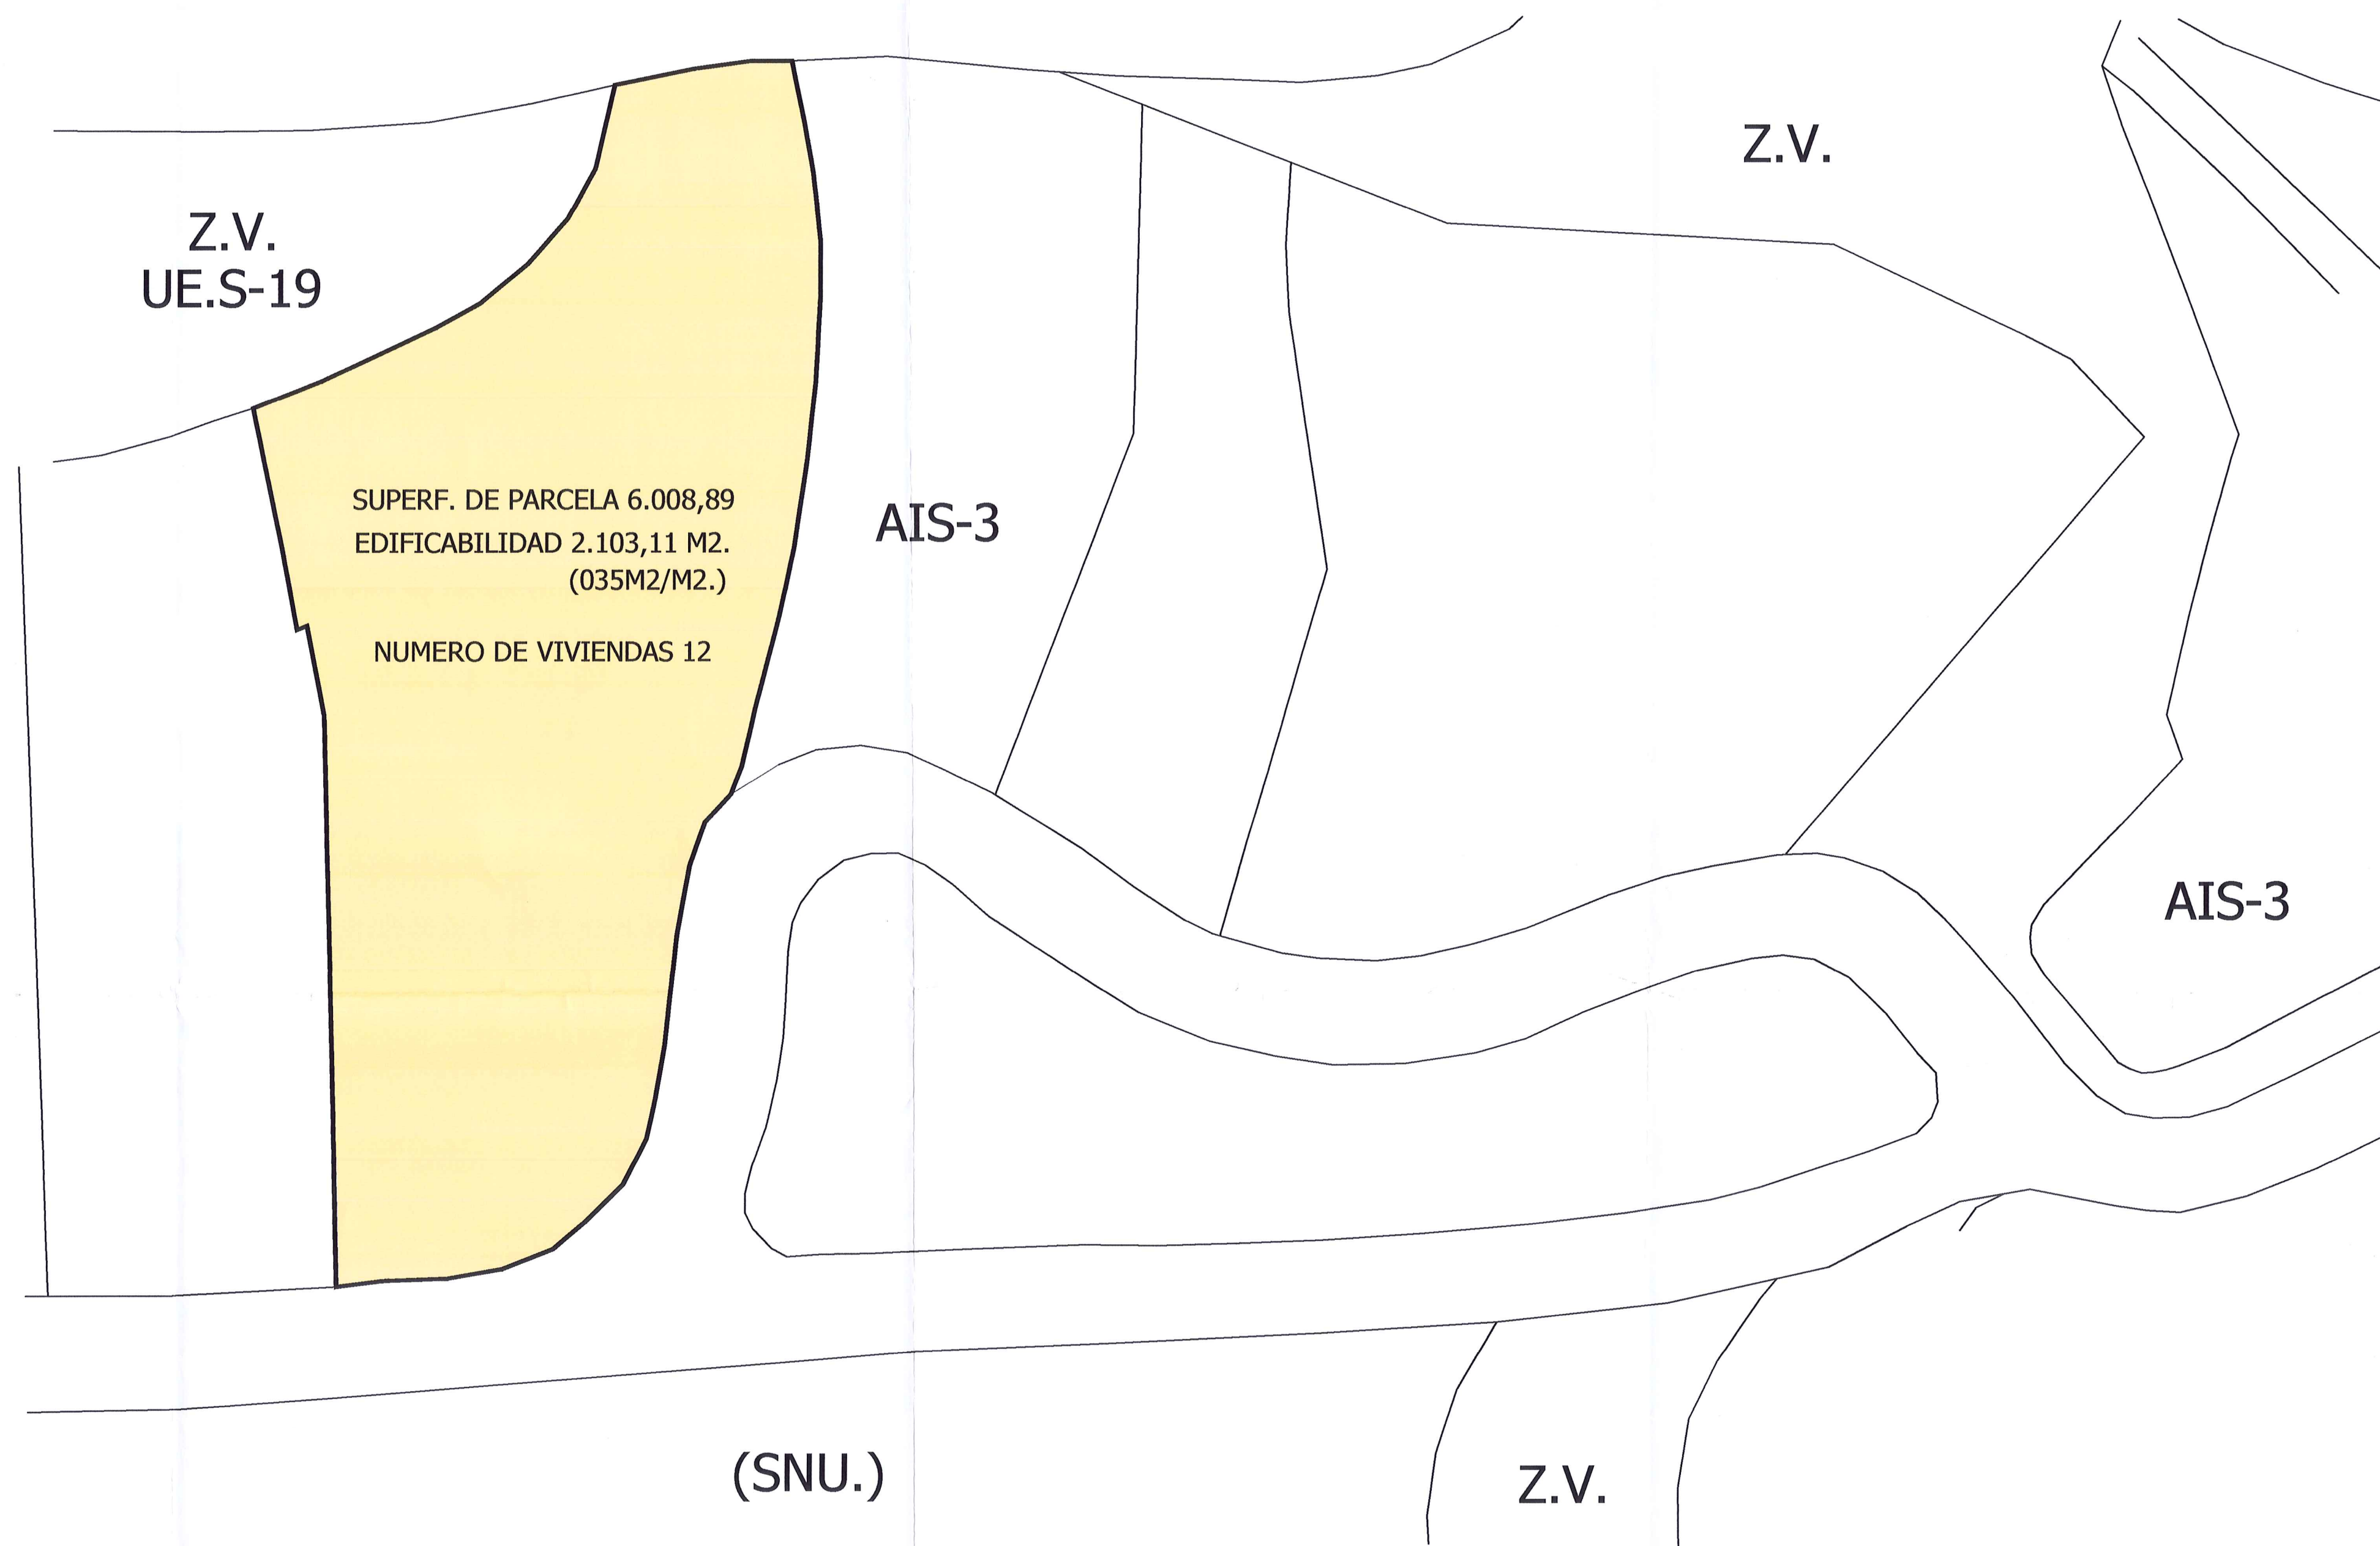 Z.V.
Z.V.
UE.S-19
SUPERF. DE PARCELA 6.008,89
EDIFICABILIDAD 2.103,11 M2.
(035M2/M2.)
NUMERO DE VIVIENDAS 12
AIS-3
AIS-3
(SNU.)
Z.V.